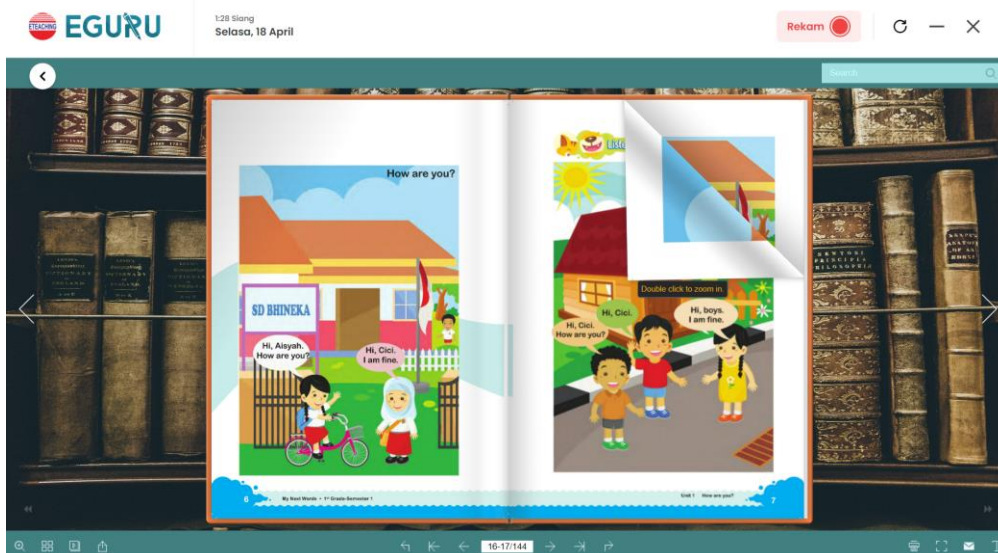 ETEACHING
EGURU
1:28 Siang
Selasa, 18 April
Rekam
Search
How are you?
SD BHINEKA
Hi, Aisyah.
How are you?
Hi, Cici.
I am fine.
6
My Next Words • 1st Grade-Semester 1
Double click to zoom in.
Hi, Cici.
How are you?
Hi, Cici.
Hi, boys.
I am fine.
Unit 1 How are you?
7
16-17/144